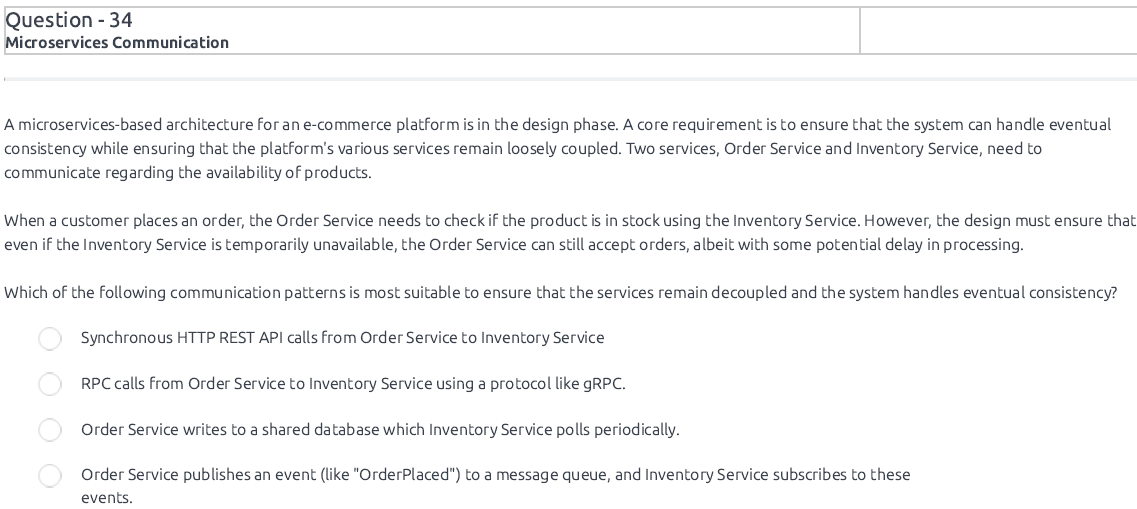 Question - 34
Microservices Communication
A microservices-based architecture for an e-commerce platform is in the design phase. A core requirement is to ensure that the system can handle eventual
consistency while ensuring that the platform's various services remain loosely coupled. Two services, Order Service and Inventory Service, need to
communicate regarding the availability of products.
When a customer places an order, the Order Service needs to check if the product is in stock using the Inventory Service. However, the design must ensure that
even if the Inventory Service is temporarily unavailable, the Order Service can still accept orders, albeit with some potential delay in processing.
Which of the following communication patterns is most suitable to ensure that the services remain decoupled and the system handles eventual consistency?
Synchronous HTTP REST API calls from Order Service to Inventory Service
RPC calls from Order Service to Inventory Service using a protocol like gRPC.
Order Service writes to a shared database which Inventory Service polls periodically.
Order Service publishes an event (like "OrderPlaced") to a message queue, and Inventory Service subscribes to these
events.